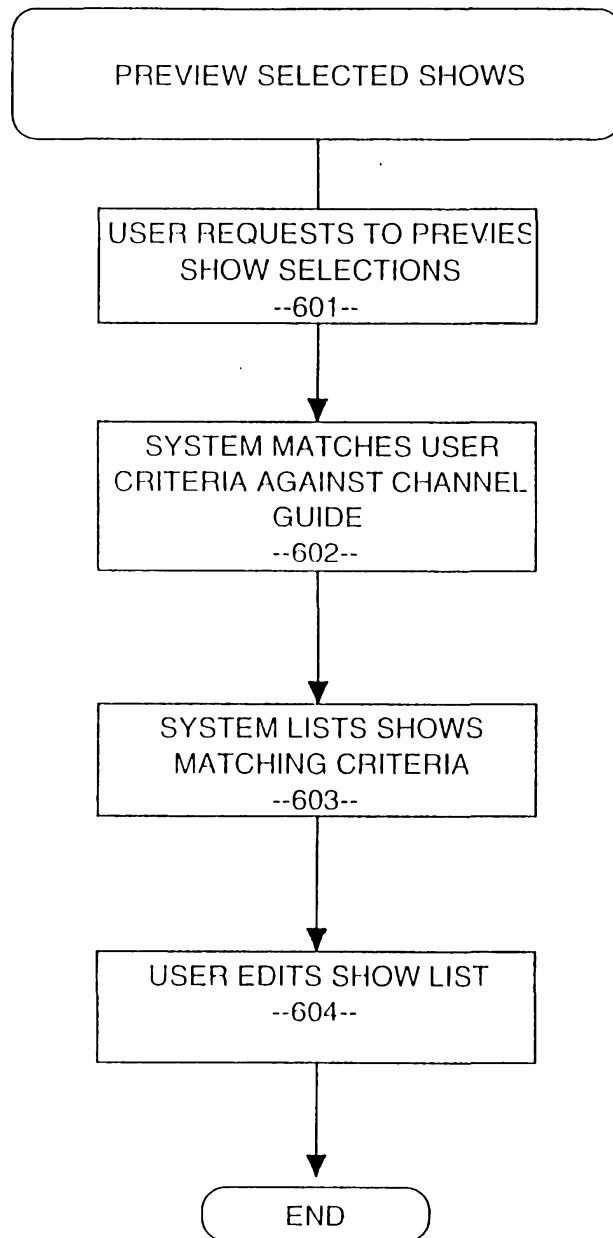 PREVIEW SELECTED SHOWS
USER REQUESTS TO PREVIES
SHOW SELECTIONS
--601--
SYSTEM MATCHES USER
CRITERIA AGAINST CHANNEL
GUIDE
--602--
SYSTEM LISTS SHOWS
MATCHING CRITERIA
--603--
USER EDITS SHOW LIST
--604--
END